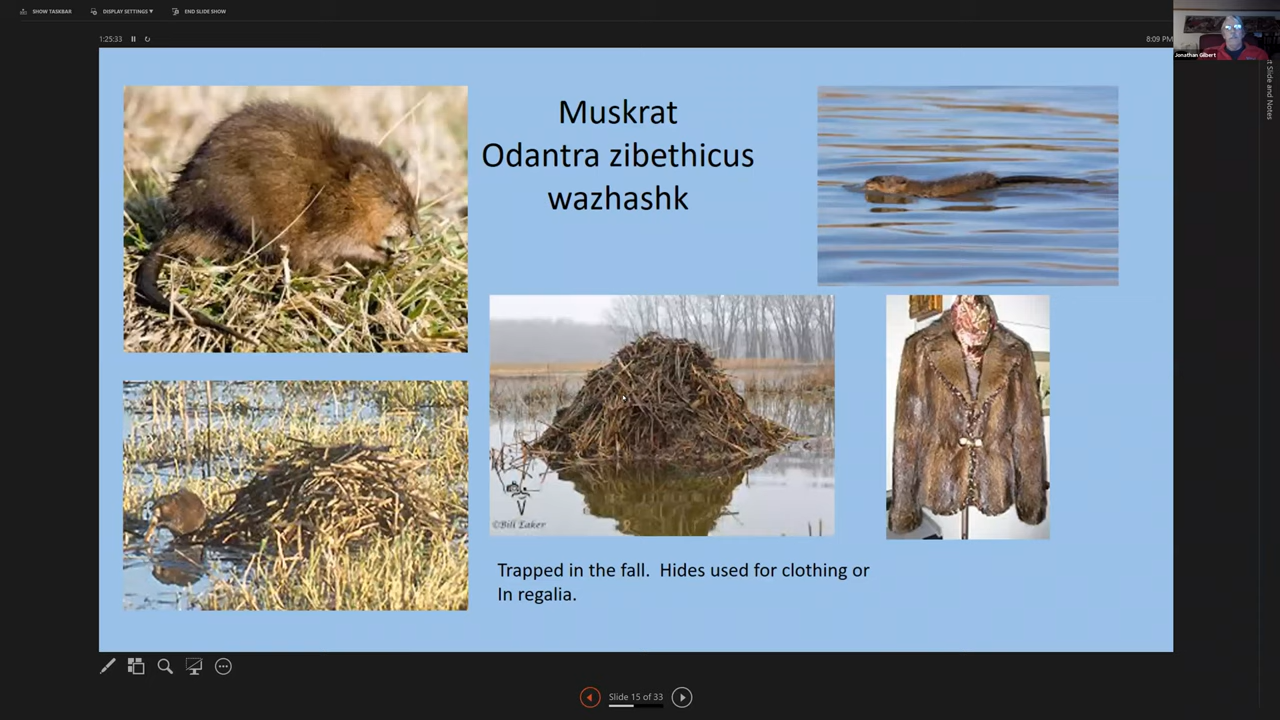 SHOW TASKBAR DISPLAY SETTINGS ▾ END SLIDE SHOW
1:25:33
8:09 PM
Jonathan Gilbert
t Slide and Notes
Muskrat
Odantra zibethicus
wazhashk
©Bill Eaker
Trapped in the fall.  Hides used for clothing or
In regalia.
Slide 15 of 33